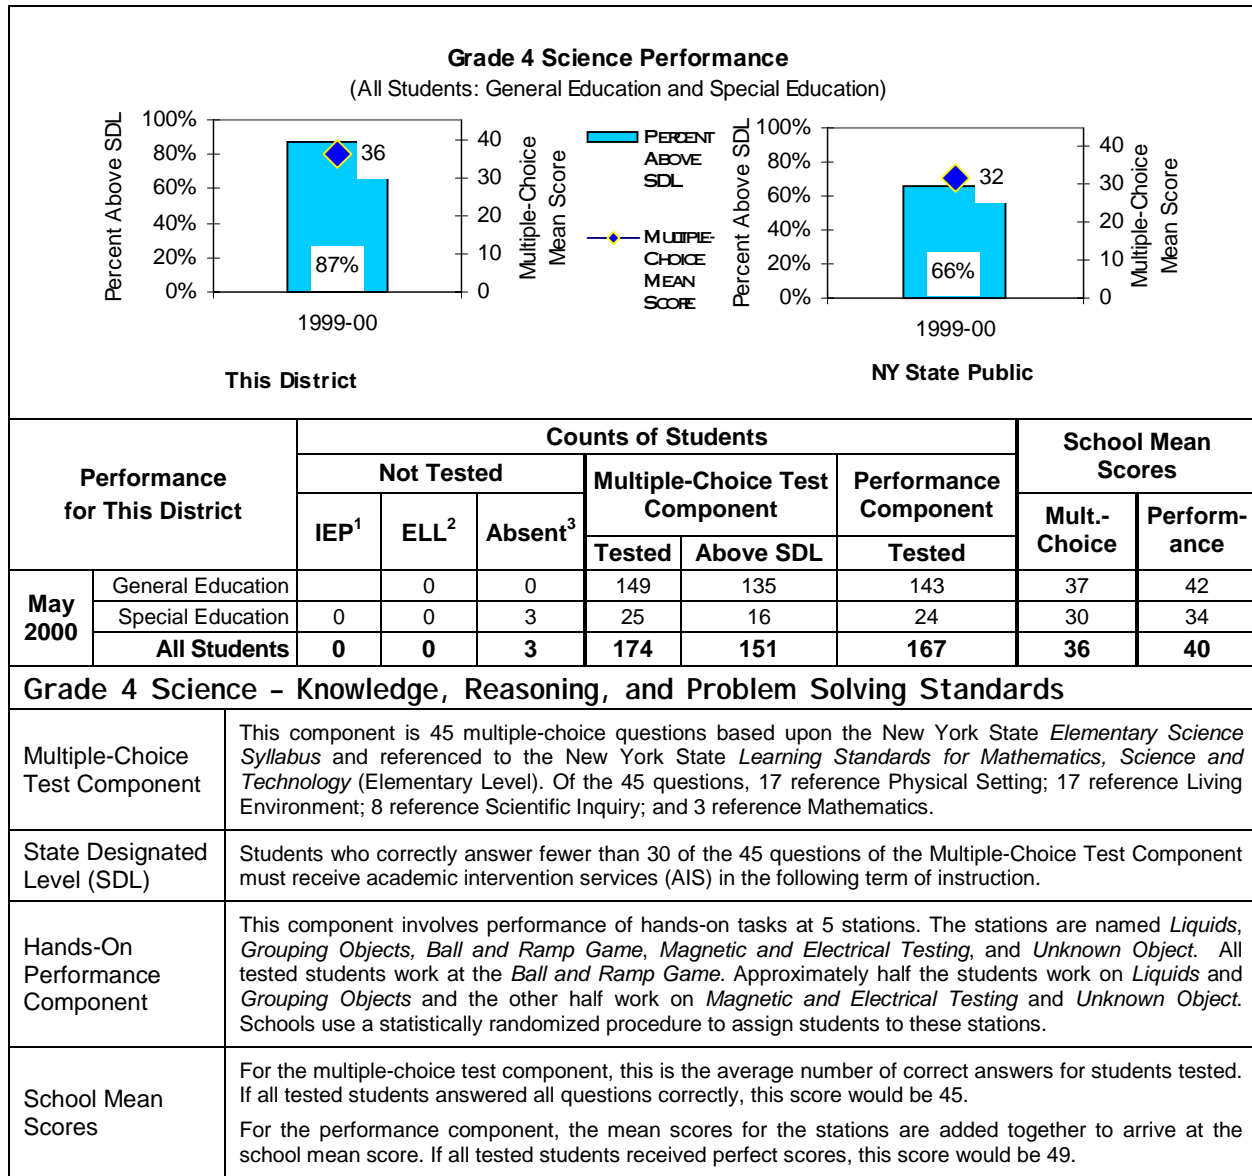 Grade 4 Science Performance
(All Students: General Education and Special Education)
Percent Above SDL
100%
80%
60%
40%
20%
0%
36
87%
40
30
20
10
0
Multiple-Choice
Mean Score
1999-00
This District
PERCENT
ABOVE
SDL
MULTIPLE-
CHOICE
MEAN
SCORE
Percent Above SDL
100%
80%
60%
40%
20%
0%
32
66%
40
30
20
10
0
Multiple-Choice
Mean Score
1999-00
NY State Public
Performance
for This District
Counts of Students
School Mean
Scores
Not Tested
Multiple-Choice Test
Component
Performance
Component
IEP1
ELL2
Absent3
Mult.-
Choice
Perform-
ance
Tested Above SDL Tested
May
2000
General Education 0 0 149 135 143 37 42
Special Education 0 0 3 25 16 24 30 34
All Students 0 0 3 174 151 167 36 40
Grade 4 Science – Knowledge, Reasoning, and Problem Solving Standards
Multiple-Choice
Test Component
This component is 45 multiple-choice questions based upon the New York State Elementary Science
Syllabus and referenced to the New York State Learning Standards for Mathematics, Science and
Technology (Elementary Level). Of the 45 questions, 17 reference Physical Setting; 17 reference Living
Environment; 8 reference Scientific Inquiry; and 3 reference Mathematics.
State Designated
Level (SDL)
Students who correctly answer fewer than 30 of the 45 questions of the Multiple-Choice Test Component
must receive academic intervention services (AIS) in the following term of instruction.
Hands-On
Performance
Component
This component involves performance of hands-on tasks at 5 stations. The stations are named Liquids,
Grouping Objects, Ball and Ramp Game, Magnetic and Electrical Testing, and Unknown Object. All
tested students work at the Ball and Ramp Game. Approximately half the students work on Liquids and
Grouping Objects and the other half work on Magnetic and Electrical Testing and Unknown Object.
Schools use a statistically randomized procedure to assign students to these stations.
School Mean
Scores
For the multiple-choice test component, this is the average number of correct answers for students tested.
If all tested students answered all questions correctly, this score would be 45.
For the performance component, the mean scores for the stations are added together to arrive at the
school mean score. If all tested students received perfect scores, this score would be 49.